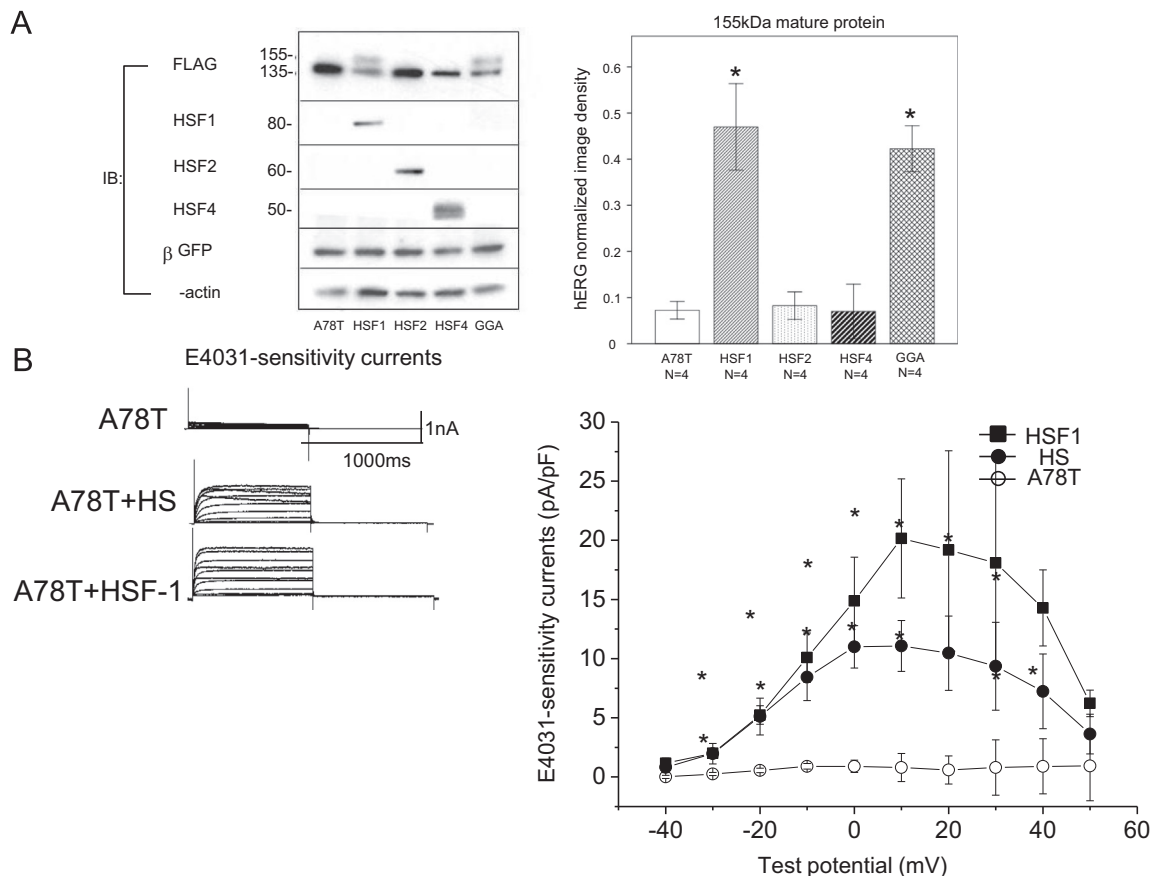 A
IB:
FLAG
HSF1
HSF2
HSF4
β GFP
-actin
155-
135-
80-
60-
50-
A78T HSF1 HSF2 HSF4 GGA
155kDa mature protein
hERG normalized image density
0.6
0.5
0.4
0.3
0.2
0.1
0
*
*
A78T HSF1 HSF2 HSF4 GGA
N=4 N=4 N=4 N=4 N=4
B
E4031-sensitivity currents
A78T
1nA
1000ms
A78T+HS
A78T+HSF-1
E4031-sensitivity currents (pA/pF)
30
25
20
15
10
5
0
HSF1
HS
A78T
* * * * * * * * * * * * * * *
-40 -20 0 20 40 60
Test potential (mV)